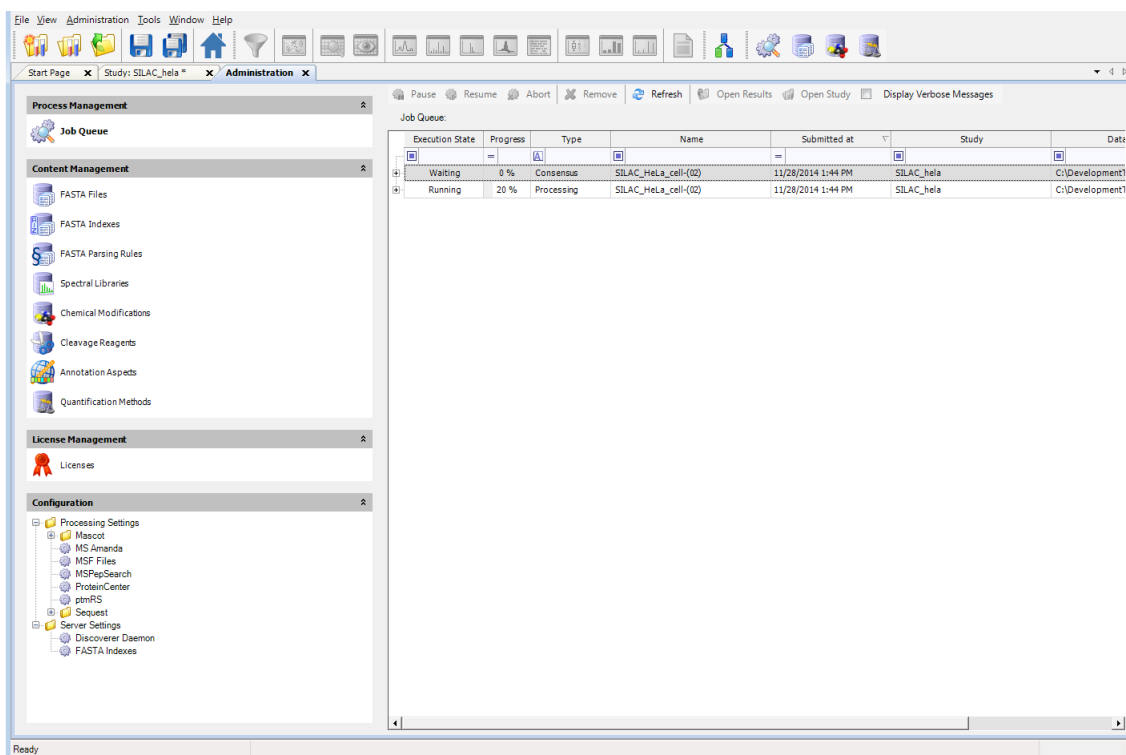 File View Administration Tools Window Help
Start Page x Study: SILAC_hela * x Administration x
Process Management
Job Queue
Content Management
FASTA Files
FASTA Indexes
FASTA Parsing Rules
Spectral Libraries
Chemical Modifications
Cleavage Reagents
Annotation Aspects
Quantification Methods
License Management
Licenses
Configuration
Processing Settings
Mascot
MS Amanda
MSF Files
MSPepSearch
ProteinCenter
ptmRS
Sequest
Server Settings
Discoverer Daemon
FASTA Indexes
Pause Resume Abort Remove Refresh Open Results Open Study Display Verbose Messages
Job Queue:
Execution State Progress Type Name Submitted at Study Data
= A =
Waiting 0 % Consensus SILAC_HeLa_cell-(02) 11/28/2014 1:44 PM SILAC_hela C:\DevelopmentT
Running 20 % Processing SILAC_HeLa_cell-(02) 11/28/2014 1:44 PM SILAC_hela C:\DevelopmentT
Ready